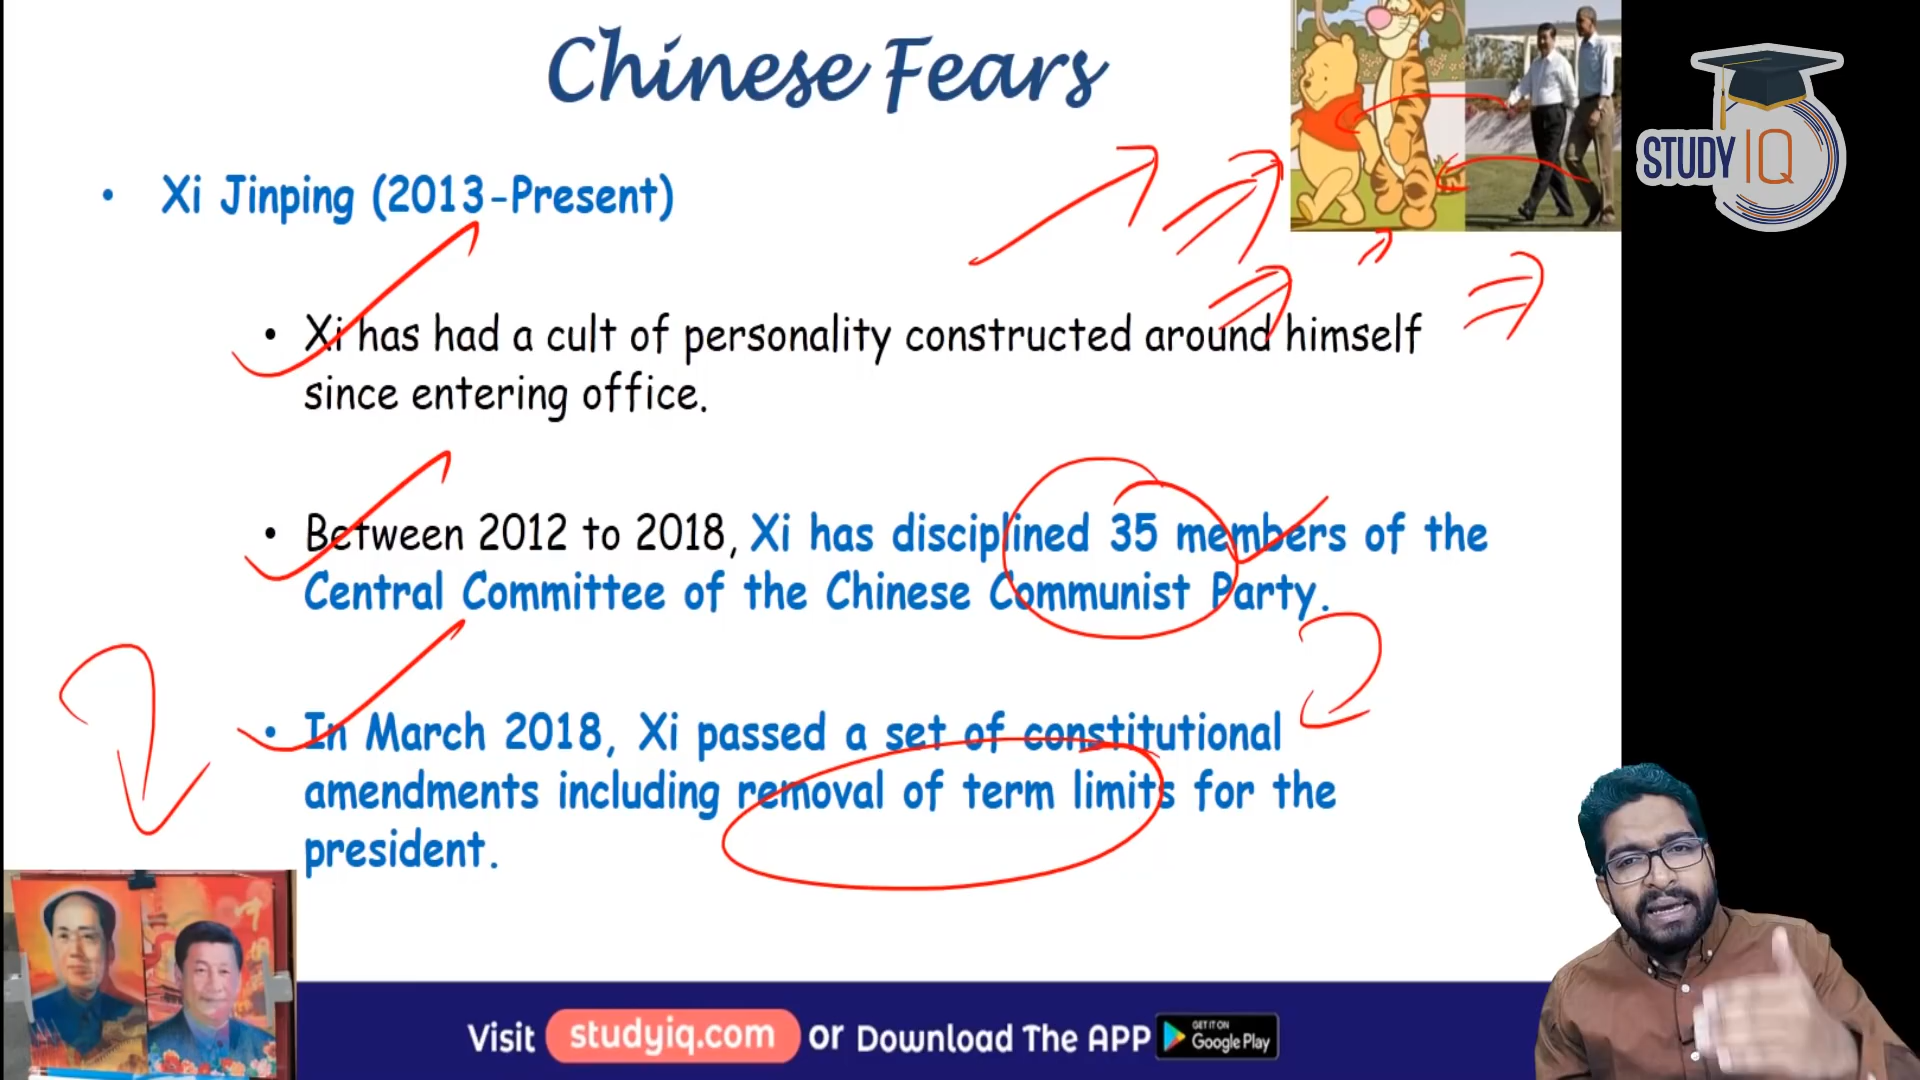 Chinese Fears
STUDY IQ
• Xi Jinping (2013-Present)
• Xi has had a cult of personality constructed around himself
since entering office.
• Between 2012 to 2018, Xi has disciplined 35 members of the
Central Committee of the Chinese Communist Party.
• In March 2018, Xi passed a set of constitutional
amendments including removal of term limits for the
president.
Visit studyiq.com or Download The APP GET IT ON
Google Play